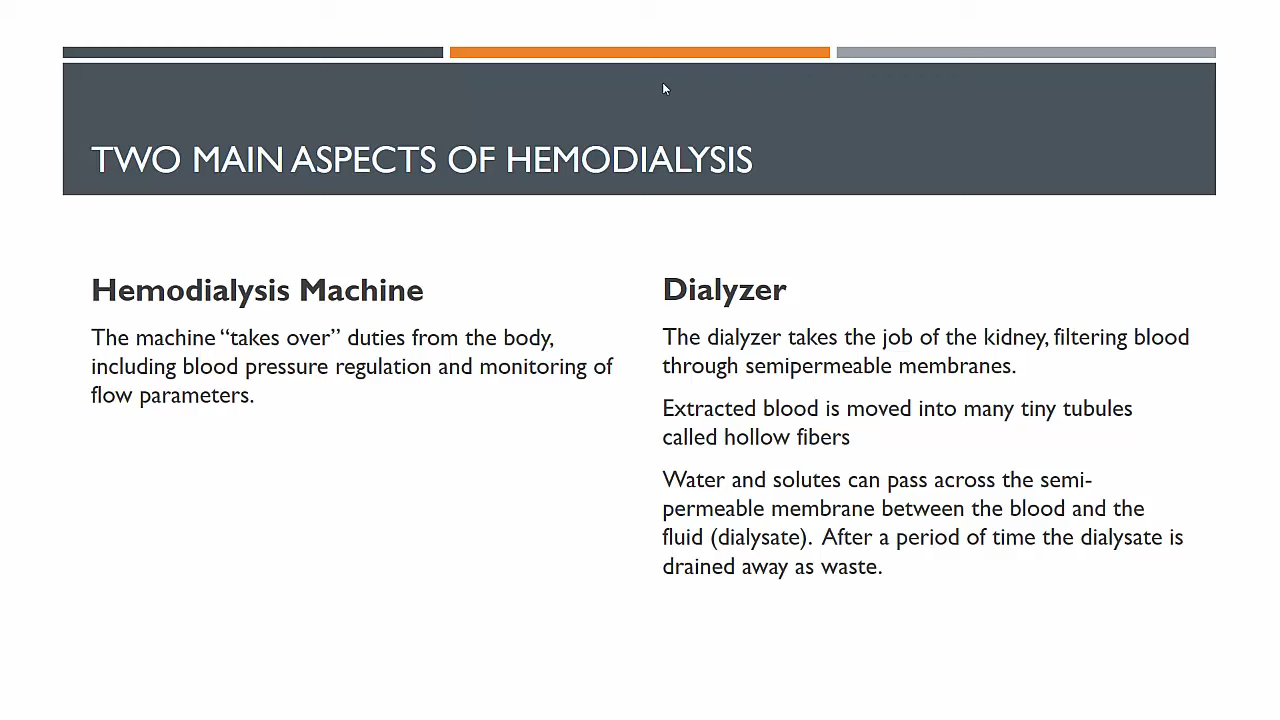 TWO MAIN ASPECTS OF HEMODIALYSIS
Hemodialysis Machine
The machine “takes over” duties from the body,
including blood pressure regulation and monitoring of
flow parameters.
Dialyzer
The dialyzer takes the job of the kidney, filtering blood
through semipermeable membranes.
Extracted blood is moved into many tiny tubules
called hollow fibers
Water and solutes can pass across the semi-
permeable membrane between the blood and the
fluid (dialysate).  After a period of time the dialysate is
drained away as waste.